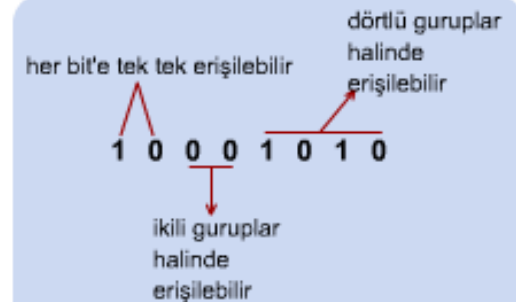 dörtlü guruplar
halinde
erişilebilir
her bit'e tek tek erişilebilir
1 0 0 0 1 0 1 0
ikili guruplar
halinde
erişilebilir